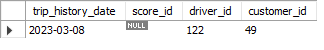 trip_history_date score_id driver_id customer_id
2023-03-08 NULL 122 49